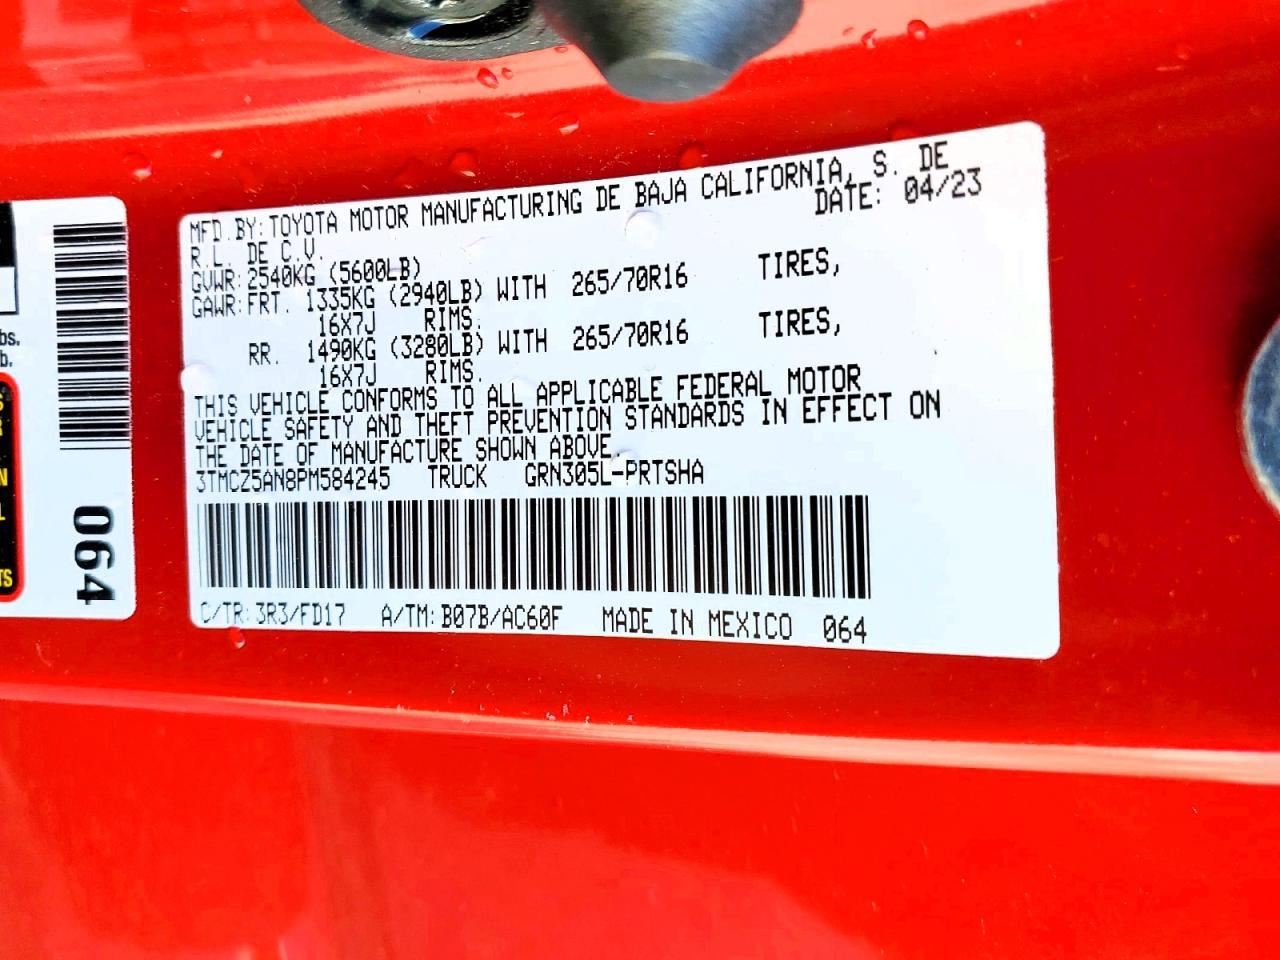 MFD.BY: TOYOTA MOTOR MANUFACTURING DE BAJA CALIFORNIA, S. DE
R.L. DE C.V. DATE: 04/23
GVWR: 2540KG (5600LB)
GAWR: FRT. 1335KG (2940LB) WITH 265/70R16 TIRES,
16X7J RIMS.
RR. 1490KG (3280LB) WITH 265/70R16 TIRES,
16X7J RIMS.
THIS VEHICLE CONFORMS TO ALL APPLICABLE FEDERAL MOTOR
VEHICLE SAFETY AND THEFT PREVENTION STANDARDS IN EFFECT ON
THE DATE OF MANUFACTURE SHOWN ABOVE.
3TMCZ5AN8PM584245 TRUCK GRN305L-PRTSHA
C/TR: 3R3/FD17 A/TM: B07B/AC60F MADE IN MEXICO 064
bs.
b.
064